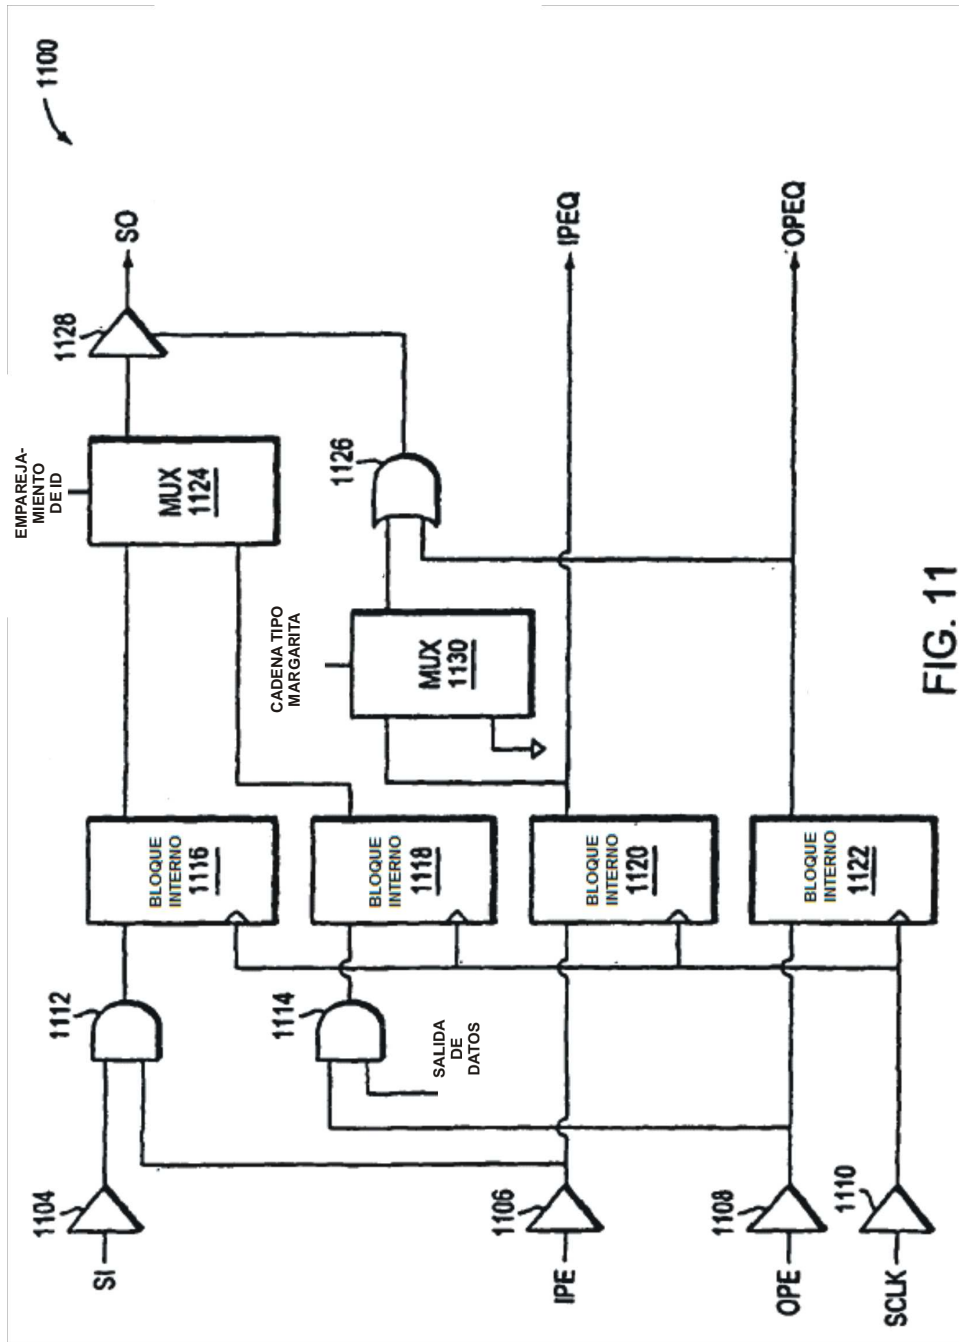 1100
SI
1104
1112
BLOQUE
INTERNO
1116
EMPAREJA-
MIENTO
DE ID
MUX
1124
1128
SO
1114
SALIDA
DE
DATOS
BLOQUE
INTERNO
1118
CADENA TIPO
MARGARITA
MUX
1130
1126
IPE
1106
BLOQUE
INTERNO
1120
IPEQ
OPE
1108
BLOQUE
INTERNO
1122
OPEQ
SCLK
1110
FIG. 11